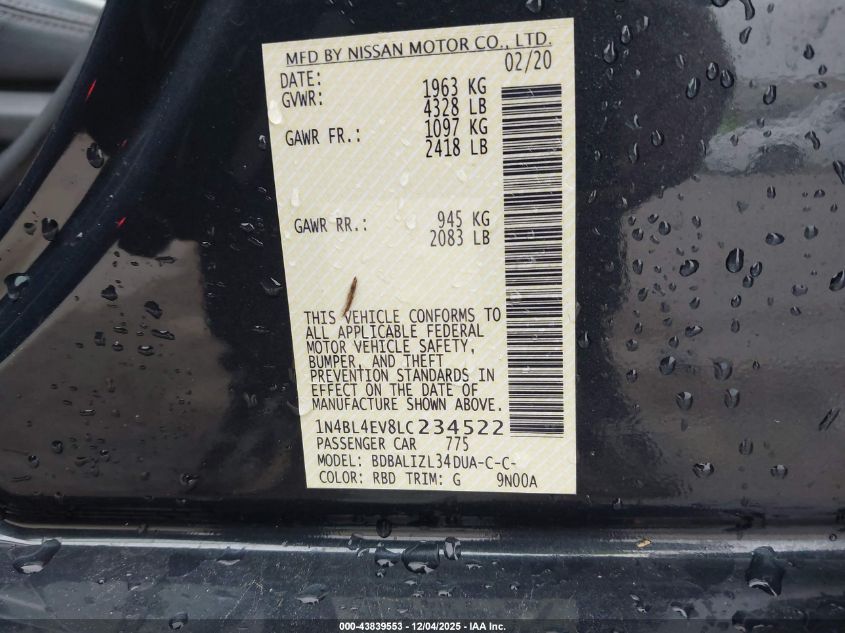 MFD BY NISSAN MOTOR CO., LTD.
DATE: 02/20
GVWR: 1963 KG
4328 LB
GAWR FR.: 1097 KG
2418 LB
GAWR RR.: 945 KG
2083 LB
THIS VEHICLE CONFORMS TO
ALL APPLICABLE FEDERAL
MOTOR VEHICLE SAFETY,
BUMPER, AND THEFT
PREVENTION STANDARDS IN
EFFECT ON THE DATE OF
MANUFACTURE SHOWN ABOVE.
1N4BL4EV8LC234522
PASSENGER CAR 775
MODEL: BDBALIZL34DUA-C-C-
COLOR: RBD TRIM: G 9N00A
000-43839553 - 12/04/2025 - IAA Inc.